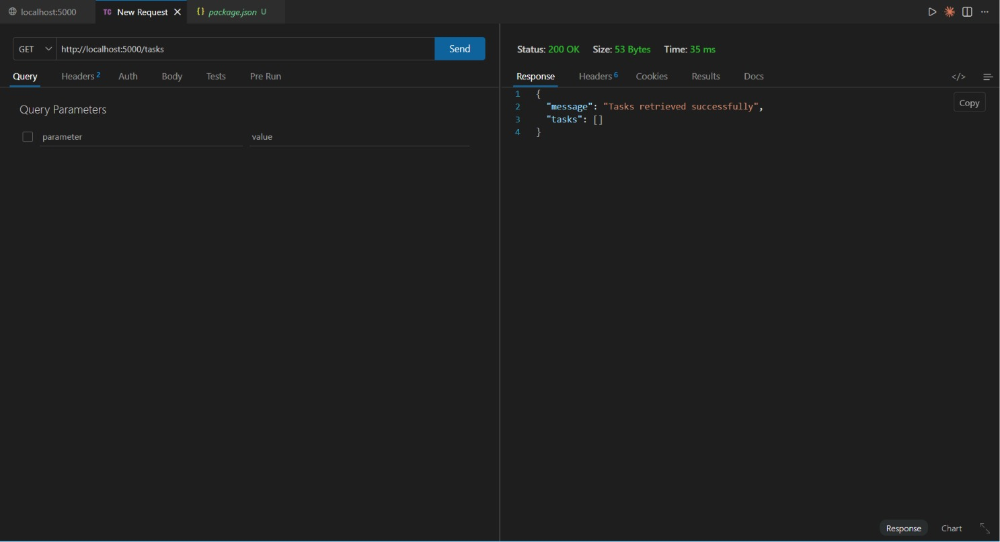 localhost:5000 TC New Request {} package.json U
GET http://localhost:5000/tasks Send
Query Headers 2 Auth Body Tests Pre Run
Query Parameters
parameter value
Status: 200 OK Size: 53 Bytes Time: 35 ms
Response Headers 6 Cookies Results Docs </>
Copy
1 {
2 "message": "Tasks retrieved successfully",
3 "tasks": []
4 }
Response Chart